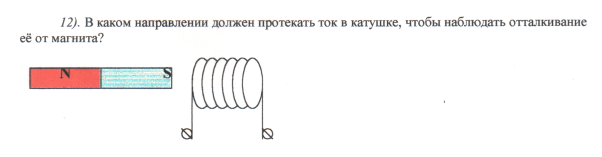 12). В каком направлении должен протекать ток в катушке, чтобы наблюдать отталкивание
её от магнита?
N S